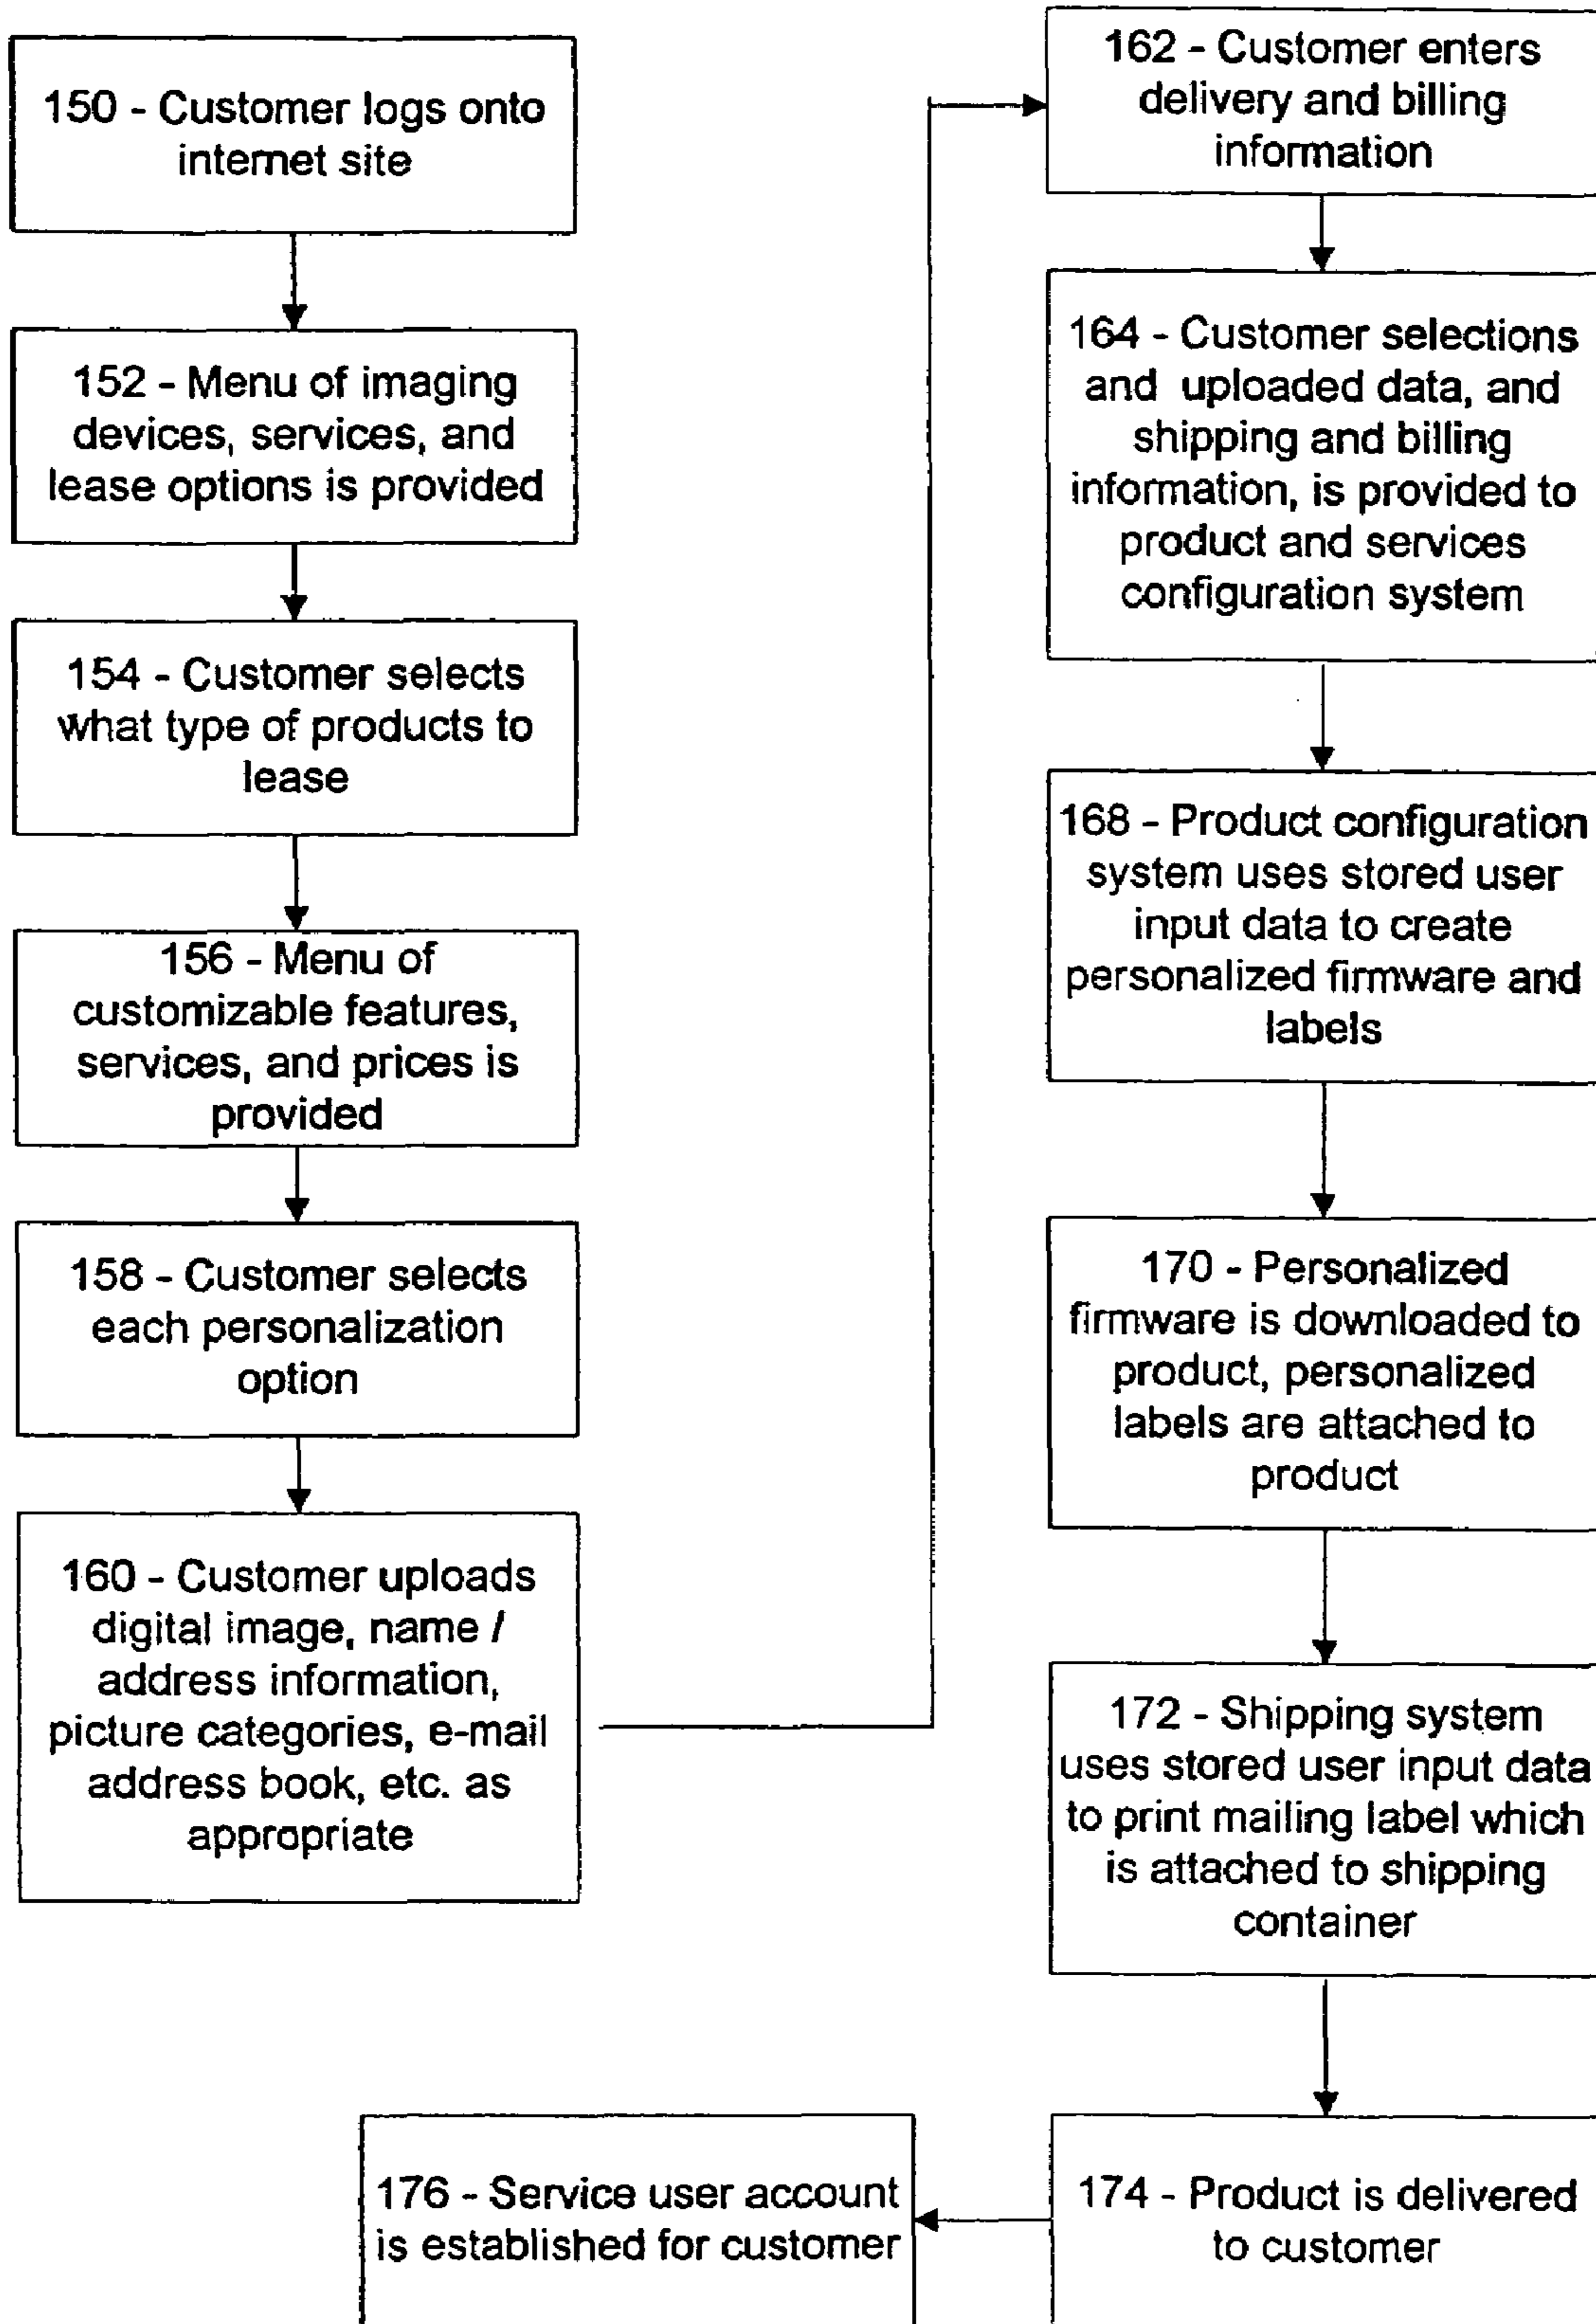 150 - Customer logs onto
internet site
152 - Menu of imaging
devices, services, and
lease options is provided
154 - Customer selects
what type of products to
lease
156 - Menu of
customizable features,
services, and prices is
provided
158 - Customer selects
each personalization
option
160 - Customer uploads
digital image, name /
address information,
picture categories, e-mail
address book, etc. as
appropriate
162 - Customer enters
delivery and billing
information
164 - Customer selections
and uploaded data, and
shipping and billing
information, is provided to
product and services
configuration system
168 - Product configuration
system uses stored user
input data to create
personalized firmware and
labels
170 - Personalized
firmware is downloaded to
product, personalized
labels are attached to
product
172 - Shipping system
uses stored user input data
to print mailing label which
is attached to shipping
container
174 - Product is delivered
to customer
176 - Service user account
is established for customer